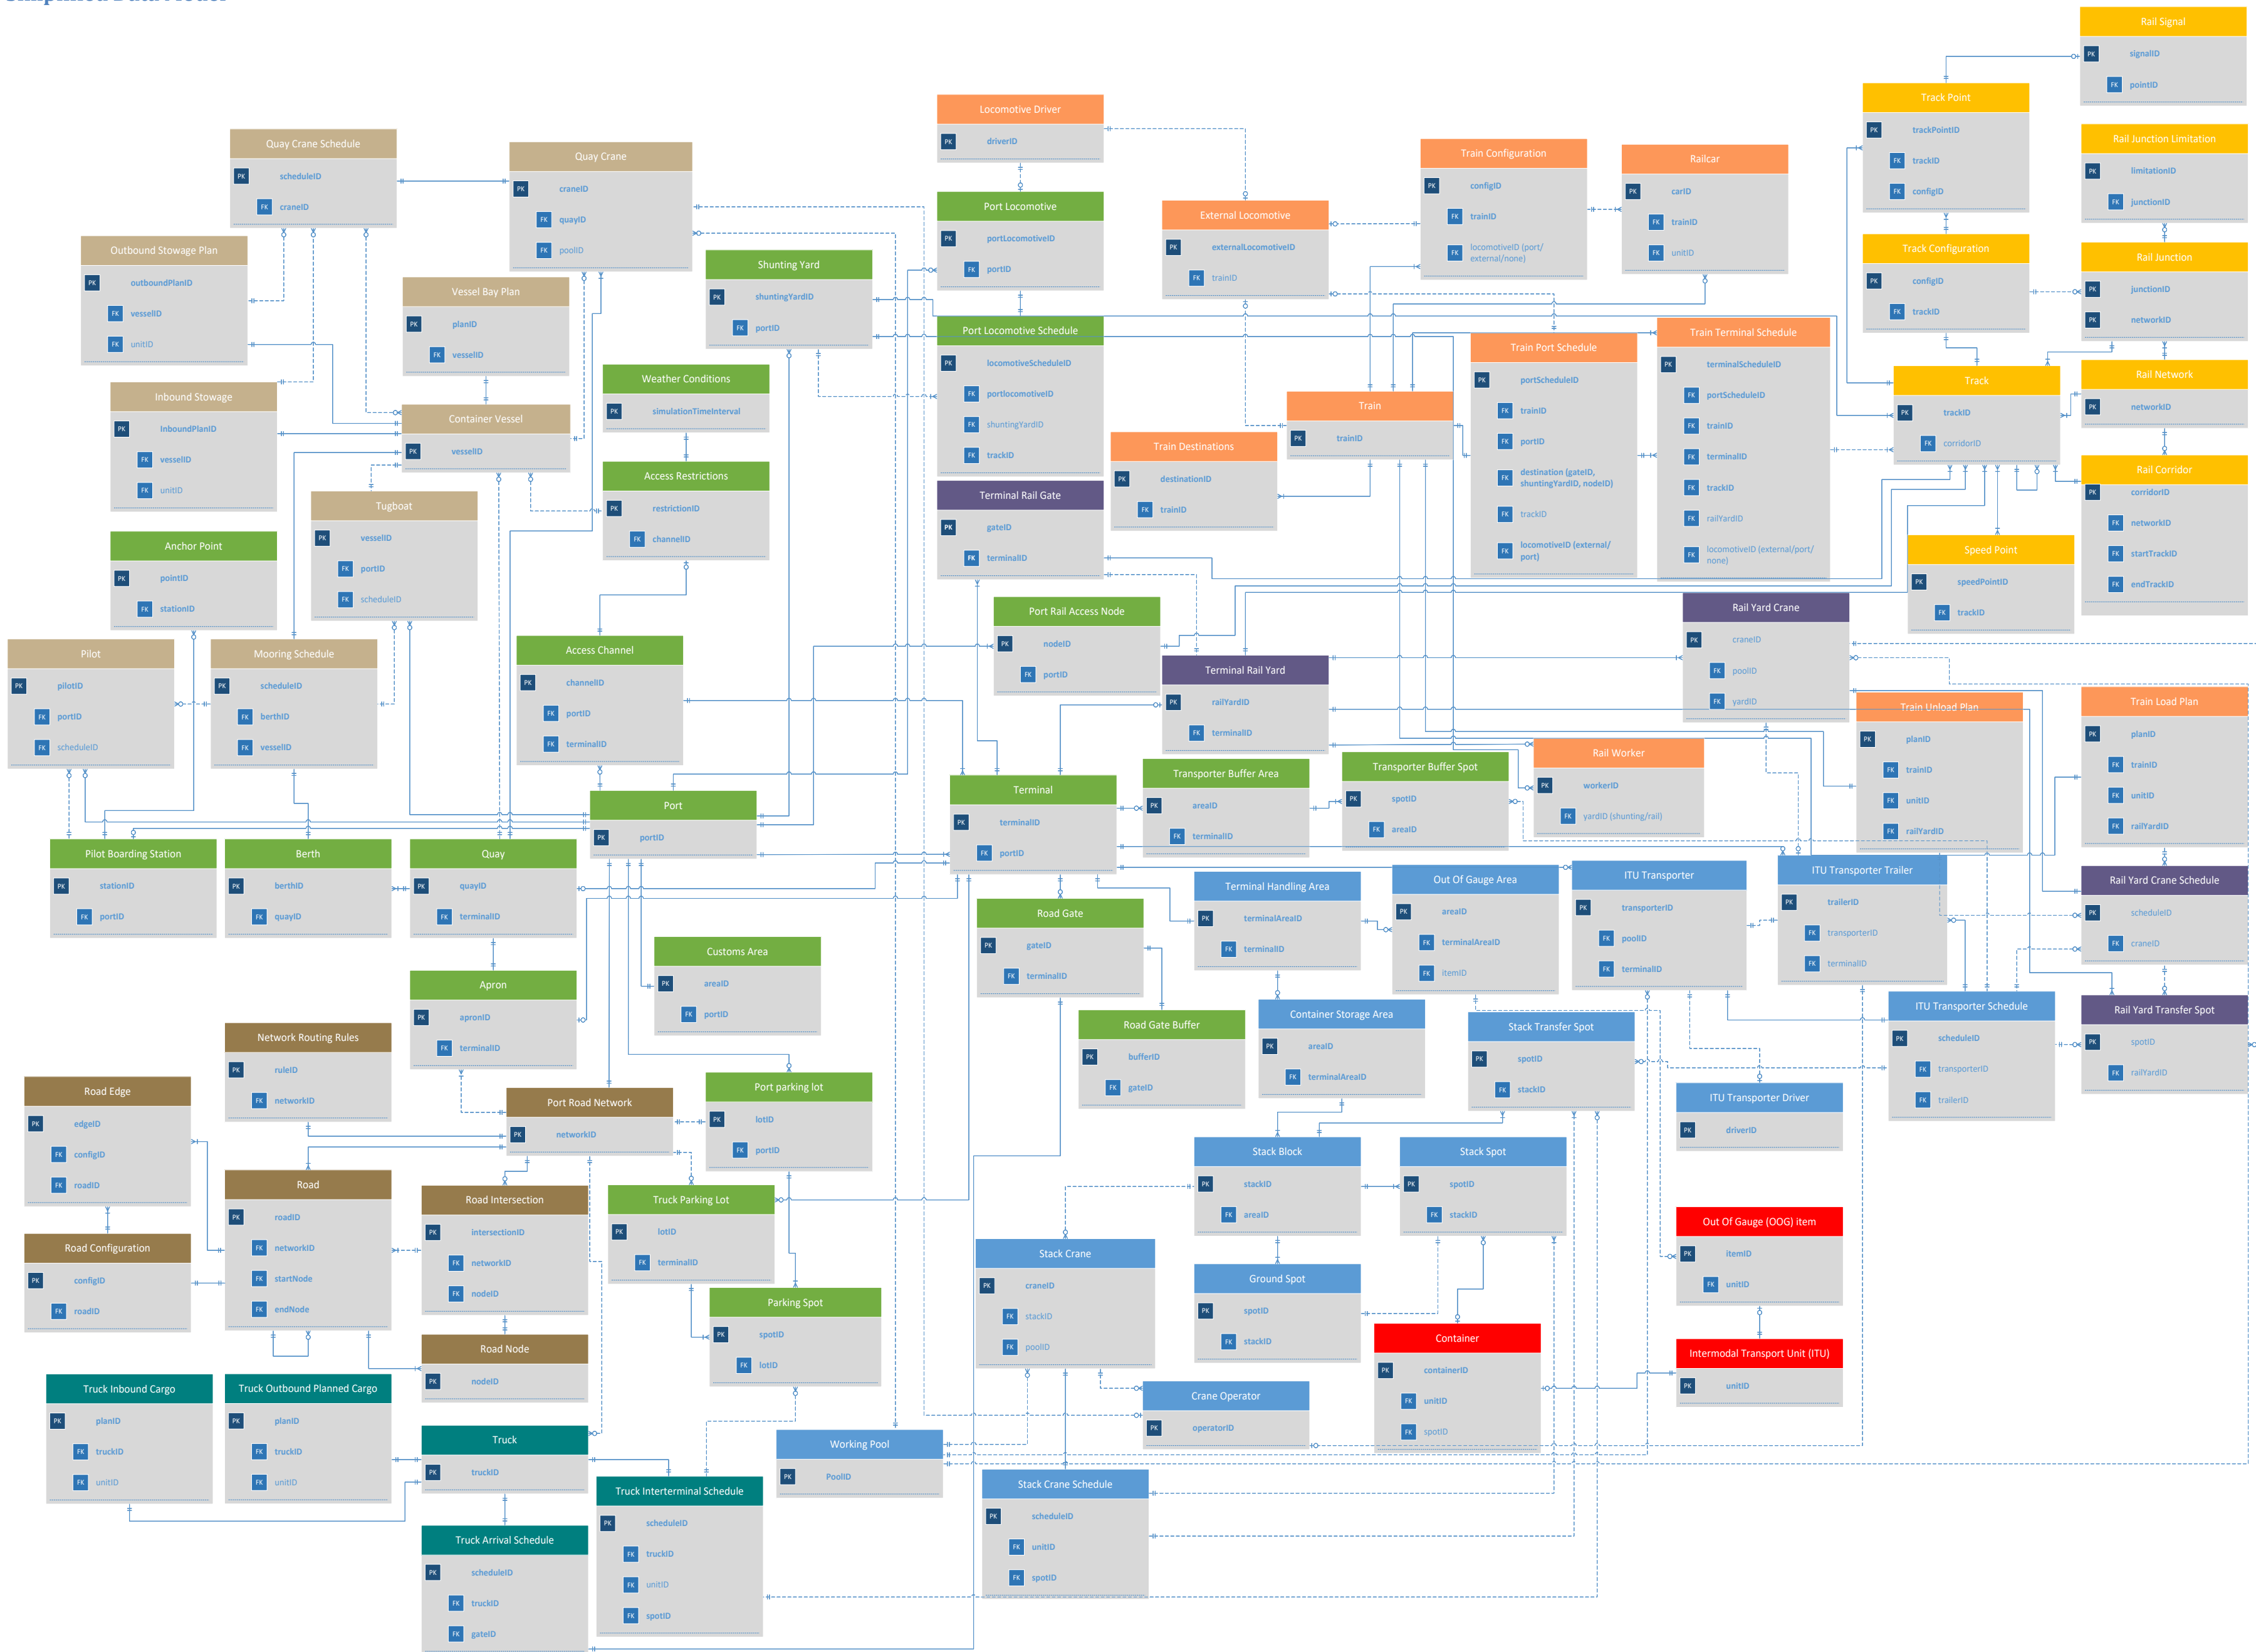 Rail Signal
PK signalID
FK pointID
Track Point
PK trackPointID
FK trackID
FK configID
Rail Junction Limitation
PK limitationID
FK junctionID
Locomotive Driver
PK driverID
Quay Crane Schedule
PK scheduleID
FK craneID
Quay Crane
PK craneID
FK quayID
FK poolID
Train Configuration
PK configID
FK trainID
FK locomotiveID (port/
external/none)
Railcar
PK carID
FK trainID
FK unitID
Port Locomotive
PK portLocomotiveID
FK portID
External Locomotive
PK externalLocomotiveID
FK trainID
Outbound Stowage Plan
PK outboundPlanID
FK vesselID
FK unitID
Shunting Yard
PK shuntingYardID
FK portID
Track Configuration
PK configID
FK trackID
Rail Junction
PK junctionID
PK networkID
Vessel Bay Plan
PK planID
FK vesselID
Port Locomotive Schedule
PK locomotiveScheduleID
FK portlocomotiveID
FK shuntingYardID
FK trackID
Train Port Schedule
PK portScheduleID
FK trainID
FK portID
FK destination (gateID,
shuntingYardID, nodeID)
FK trackID
FK locomotiveID (external/
port)
Train Terminal Schedule
PK terminalScheduleID
FK portScheduleID
FK trainID
FK terminalID
FK trackID
FK railYardID
FK locomotiveID (external/port/
none)
Weather Conditions
PK simulationTimeInterval
Track
PK trackID
FK corridorID
Rail Network
PK networkID
Inbound Stowage
PK InboundPlanID
FK vesselID
FK unitID
Container Vessel
PK vesselID
Train
PK trainID
Train Destinations
PK destinationID
FK trainID
Access Restrictions
PK restrictionID
FK channelID
Rail Corridor
PK corridorID
FK networkID
FK startTrackID
FK endTrackID
Terminal Rail Gate
PK gateID
FK terminalID
Tugboat
PK vesselID
FK portID
FK scheduleID
Anchor Point
PK pointID
FK stationID
Speed Point
PK speedPointID
FK trackID
Port Rail Access Node
PK nodeID
FK portID
Rail Yard Crane
PK craneID
FK poolID
FK yardID
Pilot
PK pilotID
FK portID
FK scheduleID
Mooring Schedule
PK scheduleID
FK berthID
FK vesselID
Access Channel
PK channelID
FK portID
FK terminalID
Terminal Rail Yard
PK railYardID
FK terminalID
Train Unload Plan
PK planID
FK trainID
FK unitID
FK railYardID
Train Load Plan
PK planID
FK trainID
FK unitID
FK railYardID
Rail Worker
PK workerID
FK yardID (shunting/rail)
Transporter Buffer Area
PK areaID
FK terminalID
Transporter Buffer Spot
PK spotID
FK areaID
Terminal
PK terminalID
FK portID
Port
PK portID
Pilot Boarding Station
PK stationID
FK portID
Berth
PK berthID
FK quayID
Quay
PK quayID
FK terminalID
Terminal Handling Area
PK terminalAreaID
FK terminalID
Out Of Gauge Area
PK areaID
FK terminalAreaID
FK itemID
ITU Transporter
PK transporterID
FK poolID
FK terminalID
ITU Transporter Trailer
PK trailerID
FK transporterID
FK terminalID
Rail Yard Crane Schedule
PK scheduleID
FK craneID
Road Gate
PK gateID
FK terminalID
Customs Area
PK areaID
FK portID
Apron
PK apronID
FK terminalID
ITU Transporter Schedule
PK scheduleID
FK transporterID
FK trailerID
Rail Yard Transfer Spot
PK spotID
FK railYardID
Road Gate Buffer
PK bufferID
FK gateID
Container Storage Area
PK areaID
FK terminalAreaID
Stack Transfer Spot
PK spotID
FK stackID
Network Routing Rules
PK ruleID
FK networkID
Road Edge
PK edgeID
FK configID
FK roadID
Port Road Network
PK networkID
Port parking lot
PK lotID
FK portID
ITU Transporter Driver
PK driverID
Stack Block
PK stackID
FK areaID
Stack Spot
PK spotID
FK stackID
Road
PK roadID
FK networkID
FK startNode
FK endNode
Road Intersection
PK intersectionID
FK networkID
FK nodeID
Truck Parking Lot
PK lotID
FK terminalID
Out Of Gauge (OOG) item
PK itemID
FK unitID
Road Configuration
PK configID
FK roadID
Stack Crane
PK craneID
FK stackID
FK poolID
Ground Spot
PK spotID
FK stackID
Parking Spot
PK spotID
FK lotID
Road Node
PK nodeID
Container
PK containerID
FK unitID
FK spotID
Intermodal Transport Unit (ITU)
PK unitID
Truck Inbound Cargo
PK planID
FK truckID
FK unitID
Truck Outbound Planned Cargo
PK planID
FK truckID
FK unitID
Crane Operator
PK operatorID
Truck
PK truckID
Working Pool
PK PoolID
Truck Interterminal Schedule
PK scheduleID
FK truckID
FK unitID
FK spotID
Stack Crane Schedule
PK scheduleID
FK unitID
FK spotID
Truck Arrival Schedule
PK scheduleID
FK truckID
FK gateID